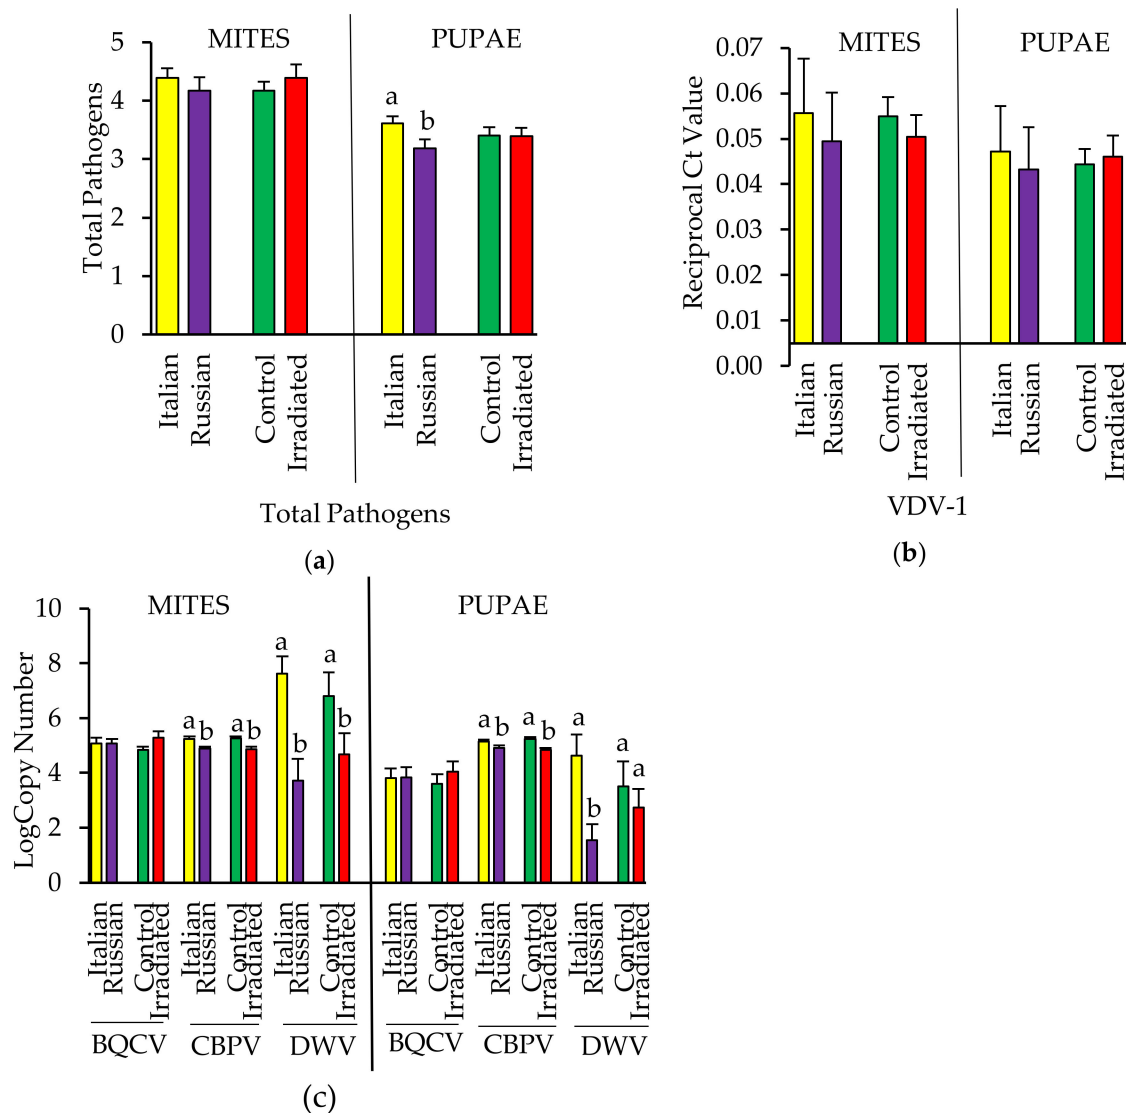 MITES PUPAE
5
4
3
2
1
0
Total Pathogens
a
b
Italian
Russian
Control
Irradiated
Italian
Russian
Control
Irradiated
Total Pathogens
(a)
MITES PUPAE
0.07
0.06
0.05
0.04
0.03
0.02
0.01
0.00
Reciprocal Ct Value
Italian
Russian
Control
Irradiated
Italian
Russian
Control
Irradiated
VDV-1
(b)
MITES PUPAE
10
8
6
4
2
0
LogCopy Number
a b a b a b a b
a b a b a b a a
Italian
Russian
Control
Irradiated
Italian
Russian
Control
Irradiated
Italian
Russian
Control
Irradiated
Italian
Russian
Control
Irradiated
Italian
Russian
Control
Irradiated
Italian
Russian
Control
Irradiated
BQCV CBPV DWV BQCV CBPV DWV
(c)